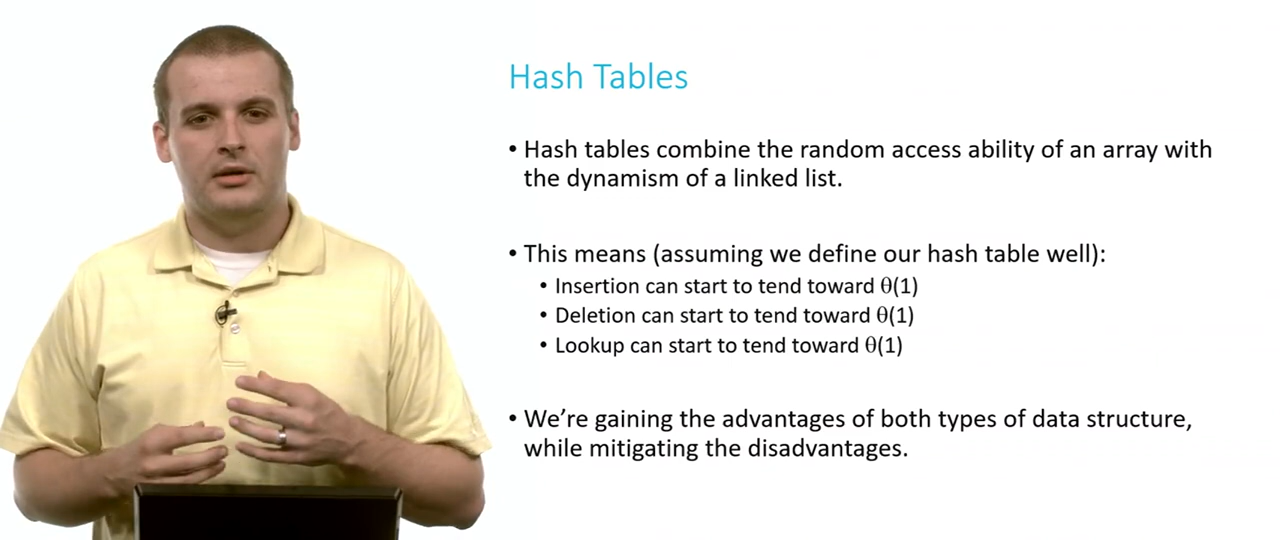 Hash Tables
• Hash tables combine the random access ability of an array with
the dynamism of a linked list.
• This means (assuming we define our hash table well):
• Insertion can start to tend toward θ(1)
• Deletion can start to tend toward θ(1)
• Lookup can start to tend toward θ(1)
• We’re gaining the advantages of both types of data structure,
while mitigating the disadvantages.